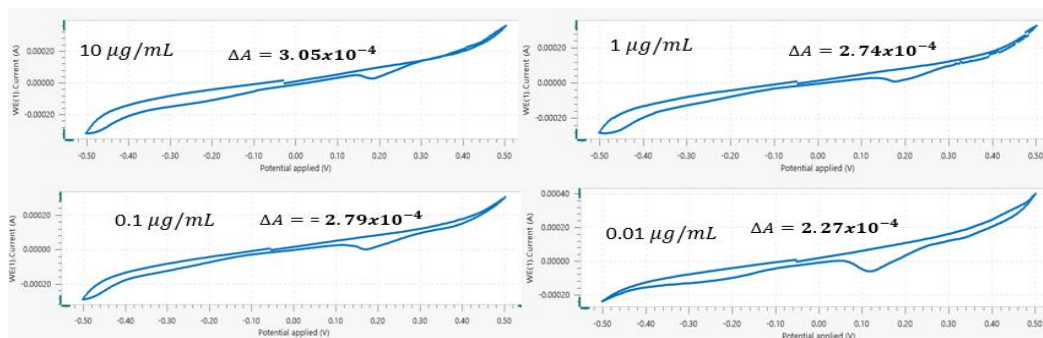 10 μg/mL
ΔA = 3.05x10⁻⁴
WE(1).Current (A)
0.00020
0.00000
-0.00020
-0.50 -0.40 -0.30 -0.20 -0.10 0.00 0.10 0.20 0.30 0.40 0.50
Potential applied (V)
1 μg/mL
ΔA = 2.74x10⁻⁴
WE(1).Current (A)
0.00020
0.00000
-0.00020
-0.50 -0.40 -0.30 -0.20 -0.10 0.00 0.10 0.20 0.30 0.40 0.50
Potential applied (V)
0.1 μg/mL
ΔA = = 2.79x10⁻⁴
WE(1).Current (A)
0.00020
0.00000
-0.00020
-0.50 -0.40 -0.30 -0.20 -0.10 0.00 0.10 0.20 0.30 0.40 0.50
Potential applied (V)
0.01 μg/mL
ΔA = 2.27x10⁻⁴
WE(1).Current (A)
0.00040
0.00020
0.00000
-0.00020
-0.50 -0.40 -0.30 -0.20 -0.10 0.00 0.10 0.20 0.30 0.40 0.50
Potential applied (V)